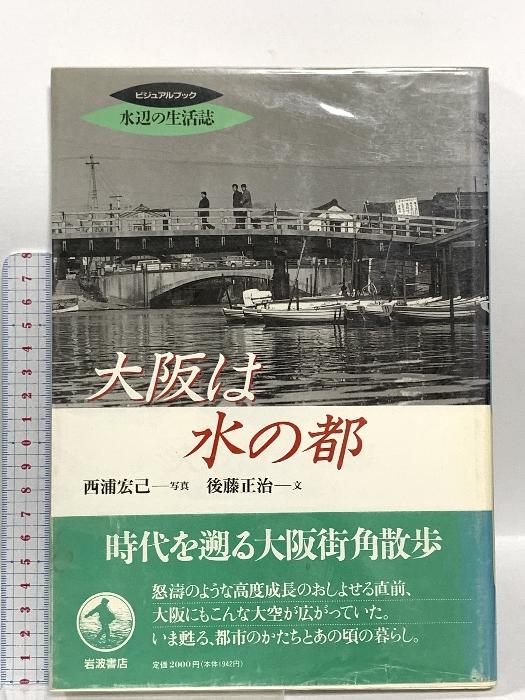 ビジュアルブック
水辺の生活誌
大阪は
水の都
西浦宏己―写真 後藤正治―文
時代を遡る大阪街角散歩
怒濤のような高度成長のおしよせる直前、
大阪にもこんな大空が広がっていた。
いま甦る、都市のかたちとあの頃の暮らし。
岩波書店
定価2000円(本体1942円)